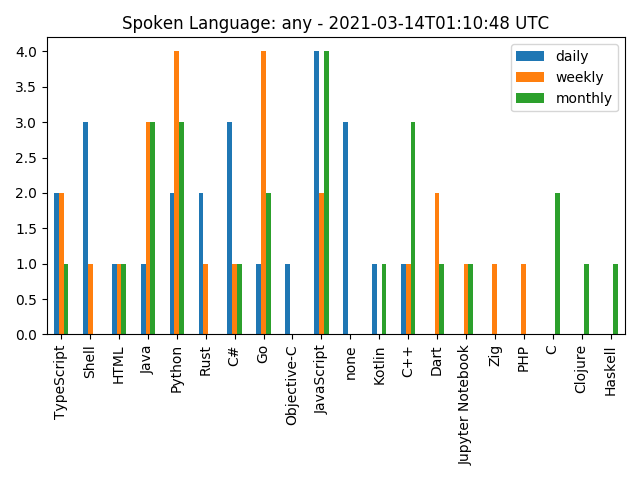 Spoken Language: any - 2021-03-14T01:10:48 UTC
daily
weekly
monthly
4.0
3.5
3.0
2.5
2.0
1.5
1.0
0.5
0.0
TypeScript
Shell
HTML
Java
Python
Rust
C#
Go
Objective-C
JavaScript
none
Kotlin
C++
Dart
Jupyter Notebook
Zig
PHP
C
Clojure
Haskell